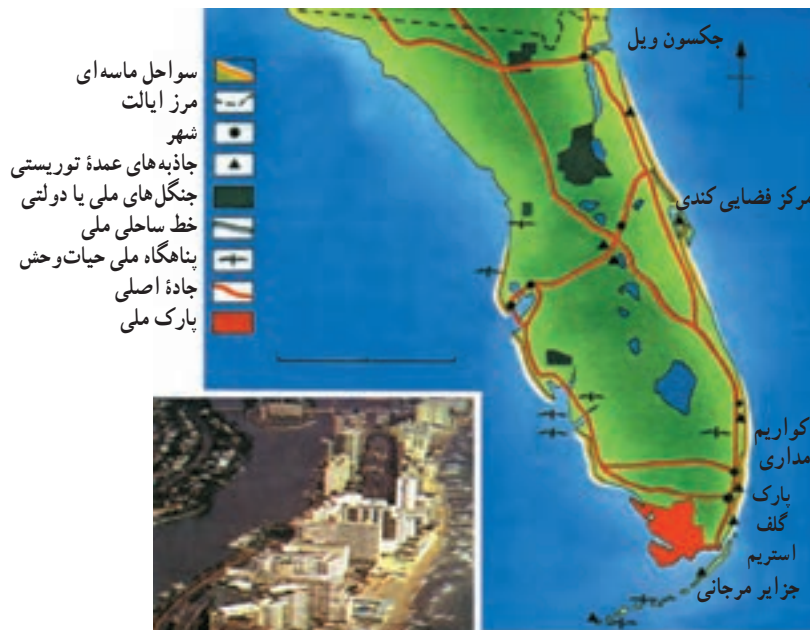 جکسون ویل
سواحل ماسه‌ای
مرز ایالت
شهر
جاذبه‌های عمدهٔ توریستی
جنگل‌های ملی یا دولتی
خط ساحلی ملی
پناهگاه ملی حیات‌وحش
جادهٔ اصلی
پارک ملی
مرکز فضایی کندی
کواریم
مداری
پارک
گلف
استریم
جزایر مرجانی